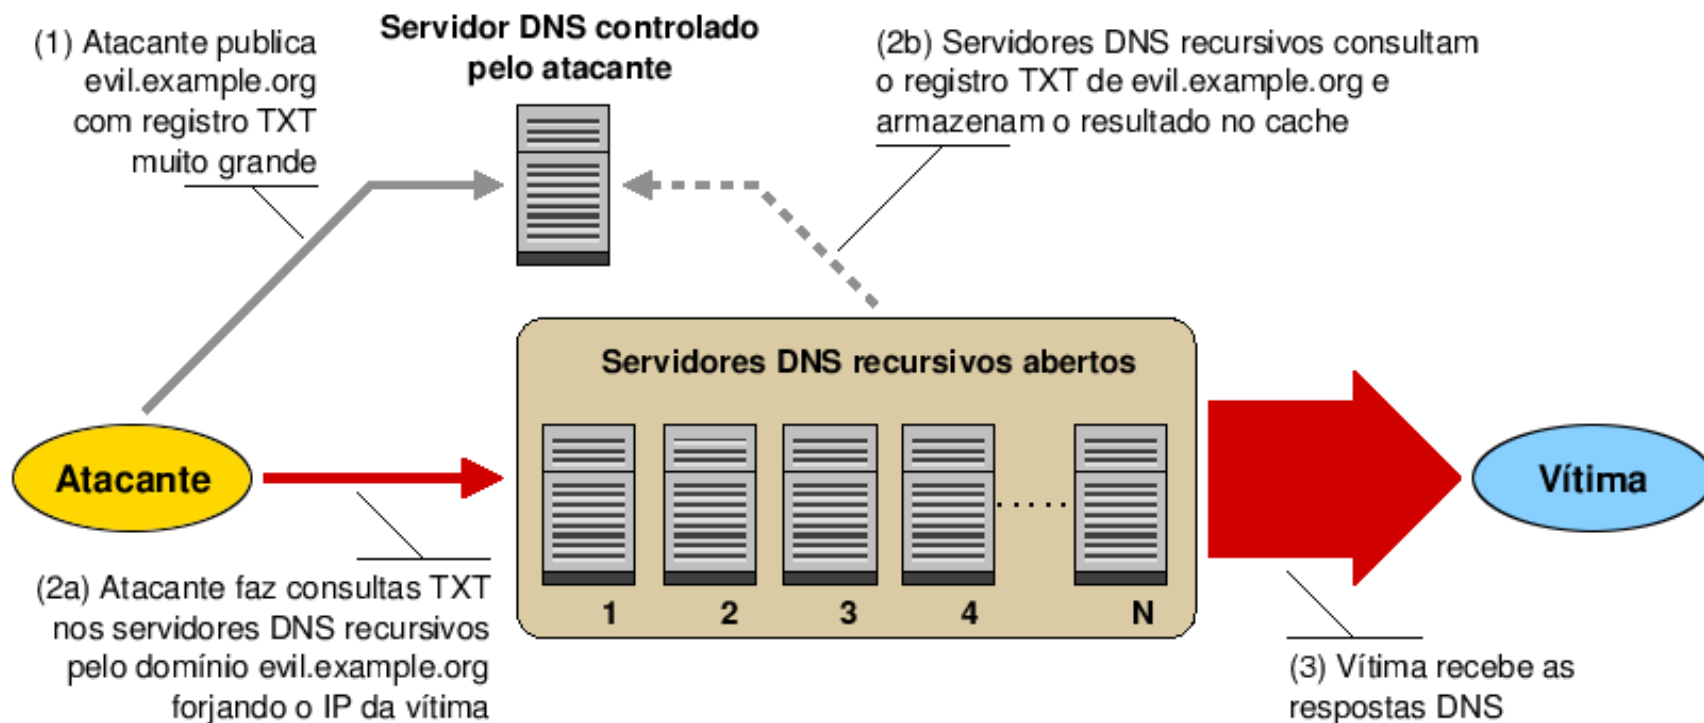 (1) Atacante publica
evil.example.org
com registro TXT
muito grande
Servidor DNS controlado
pelo atacante
(2b) Servidores DNS recursivos consultam
o registro TXT de evil.example.org e
armazenam o resultado no cache
Servidores DNS recursivos abertos
Atacante
Vítima
1 2 3 4 N
(2a) Atacante faz consultas TXT
nos servidores DNS recursivos
pelo domínio evil.example.org
forjando o IP da vítima
(3) Vítima recebe as
respostas DNS